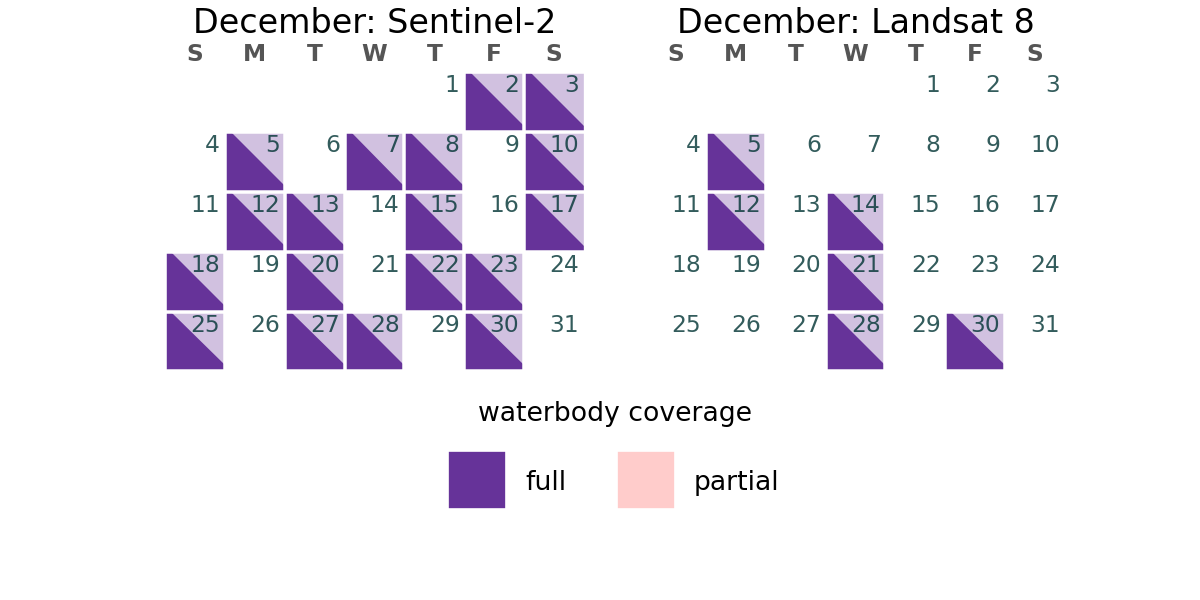 December: Sentinel-2
S M T W T F S
1 2 3
4 5 6 7 8 9 10
11 12 13 14 15 16 17
18 19 20 21 22 23 24
25 26 27 28 29 30 31
December: Landsat 8
S M T W T F S
1 2 3
4 5 6 7 8 9 10
11 12 13 14 15 16 17
18 19 20 21 22 23 24
25 26 27 28 29 30 31
waterbody coverage
full partial